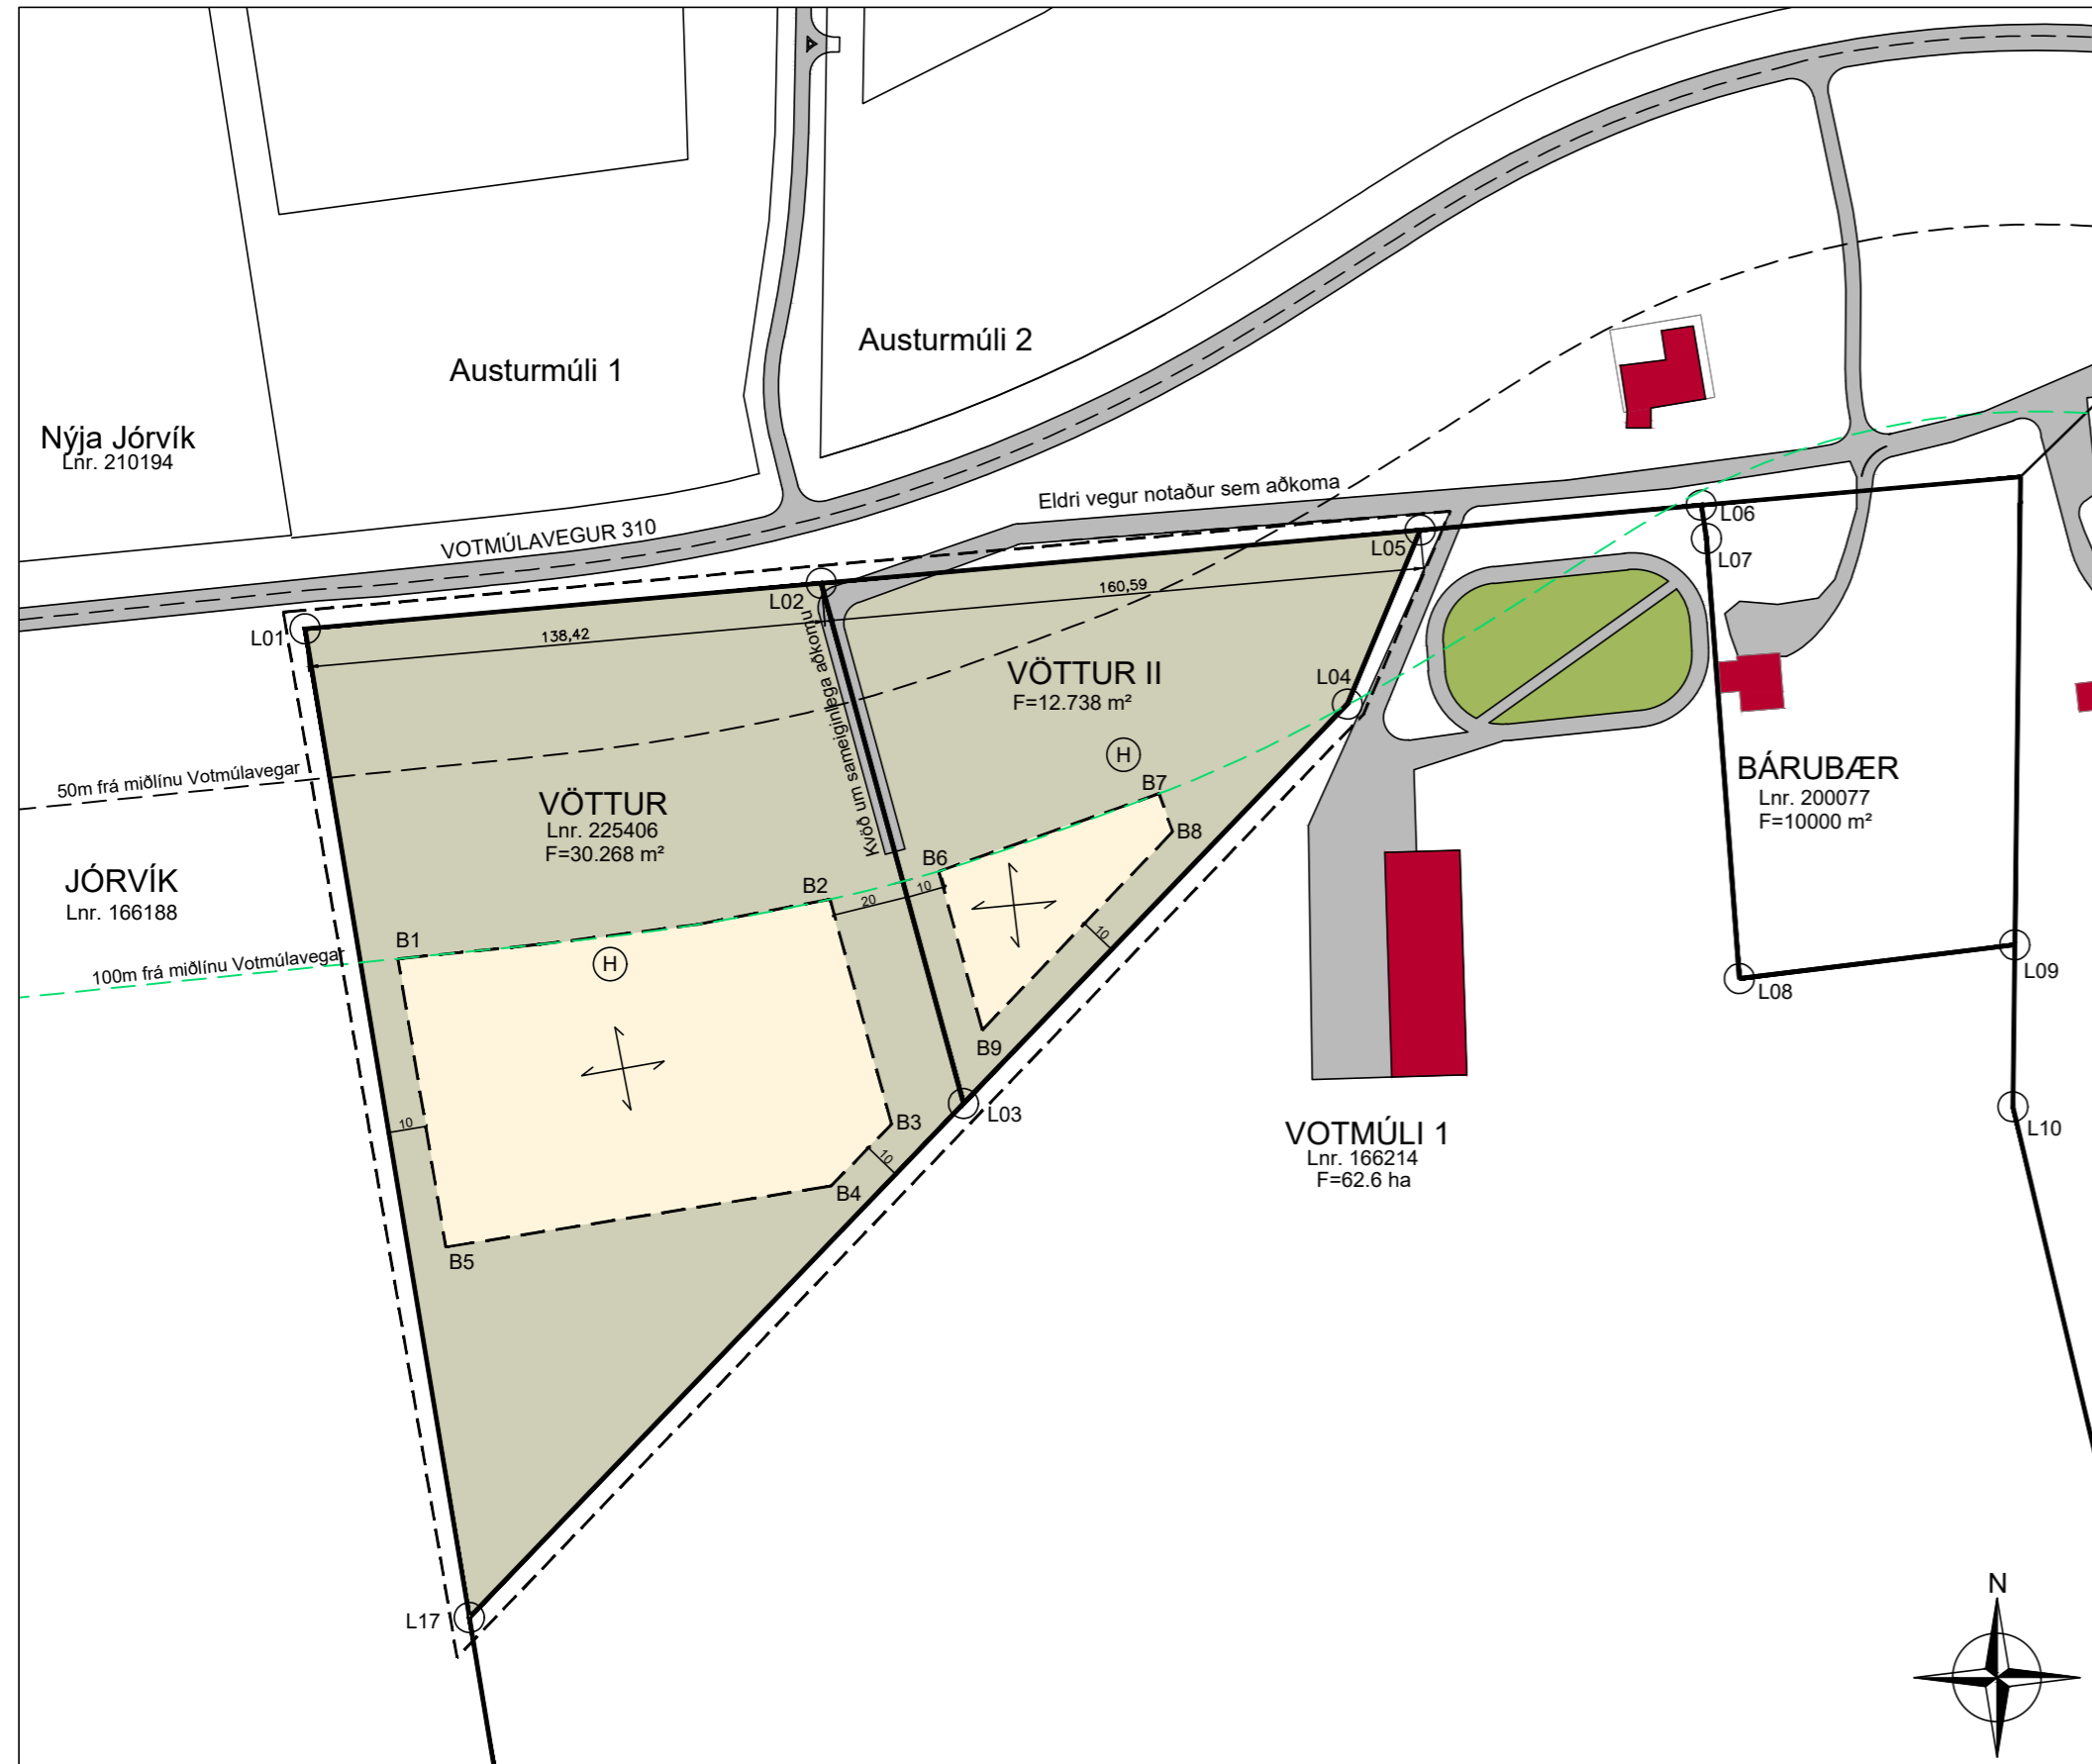 Austurmúli 2
Austurmúli 1
Nýja Jórvík
Lnr. 210194
Eldri vegur notaður sem aðkoma
VOTMÚLAVEGUR 310
L06
L07
L05
L02
L01
160,59
138,42
Kvöð um sameiginlega aðkomu
VÖTTUR II
F=12.738 m²
L04
H
B7
B8
50m frá miðlínu Votmúlavegar
VÖTTUR
Lnr. 225406
F=30.268 m²
BÁRUBÆR
Lnr. 200077
F=10000 m²
JÓRVÍK
Lnr. 166188
B6
B2
10
20
10
B1
H
100m frá miðlínu Votmúlavegar
L09
L08
B9
L03
B3
10
10
B4
B5
L10
VOTMÚLI 1
Lnr. 166214
F=62.6 ha
L17
N